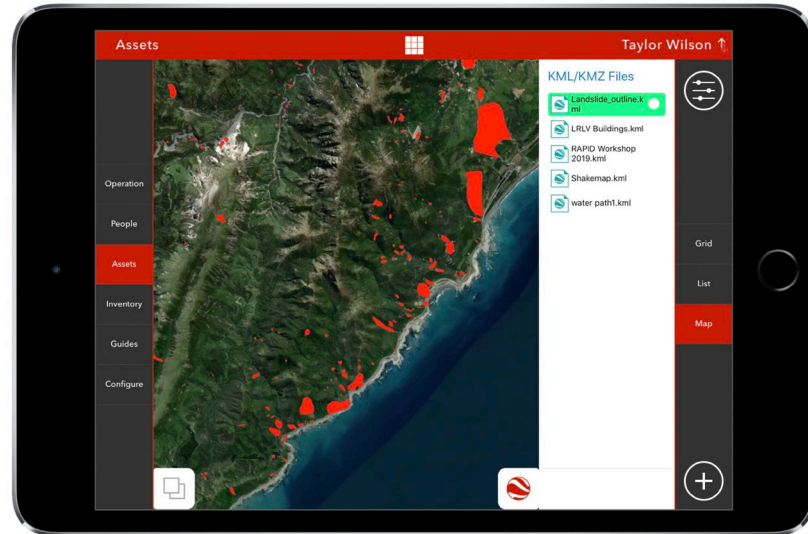 Assets
Taylor Wilson
Operation
People
Assets
Inventory
Guides
Configure
KML/KMZ Files
Landslide_outline.k
ml
LRLV Buildings.kml
RAPID Workshop
2019.kml
Shakemap.kml
water path1.kml
Grid
List
Map